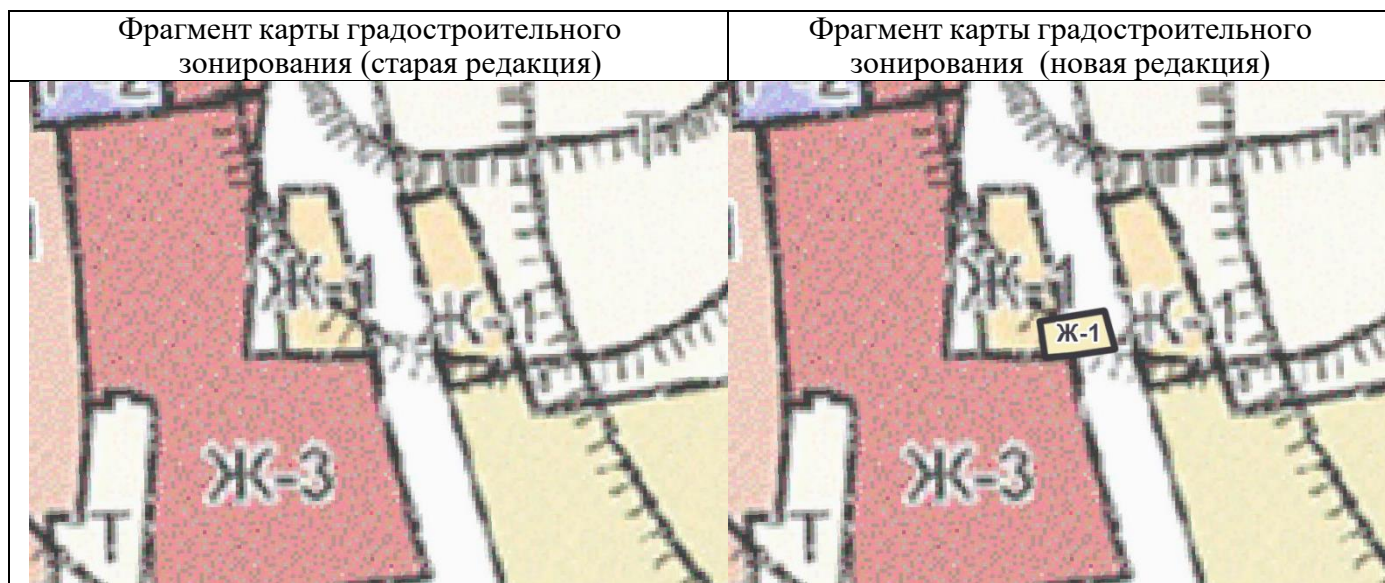 Фрагмент карты градостроительного
зонирования (старая редакция)
Фрагмент карты градостроительного
зонирования (новая редакция)
Т
Ж-1
Ж-1
Ж-3
Т
Т
Ж-1
Ж-1
Ж-1
Ж-3
Т